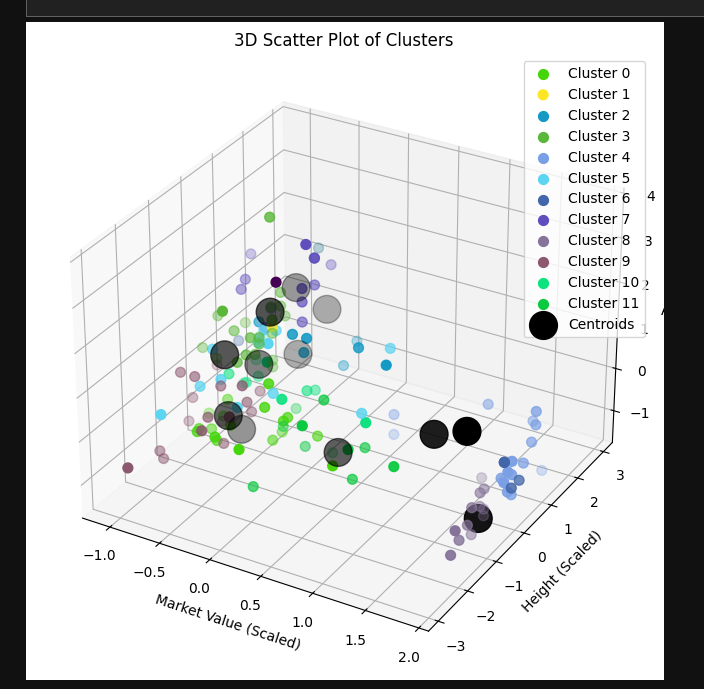 3D Scatter Plot of Clusters
Cluster 0
Cluster 1
Cluster 2
Cluster 3
Cluster 4
Cluster 5
Cluster 6
Cluster 7
Cluster 8
Cluster 9
Cluster 10
Cluster 11
Centroids
4
3
2
1
0
−1
3
2
1
0
−1
−2
−3
Height (Scaled)
−1.0
−0.5
0.0
0.5
1.0
1.5
2.0
Market Value (Scaled)